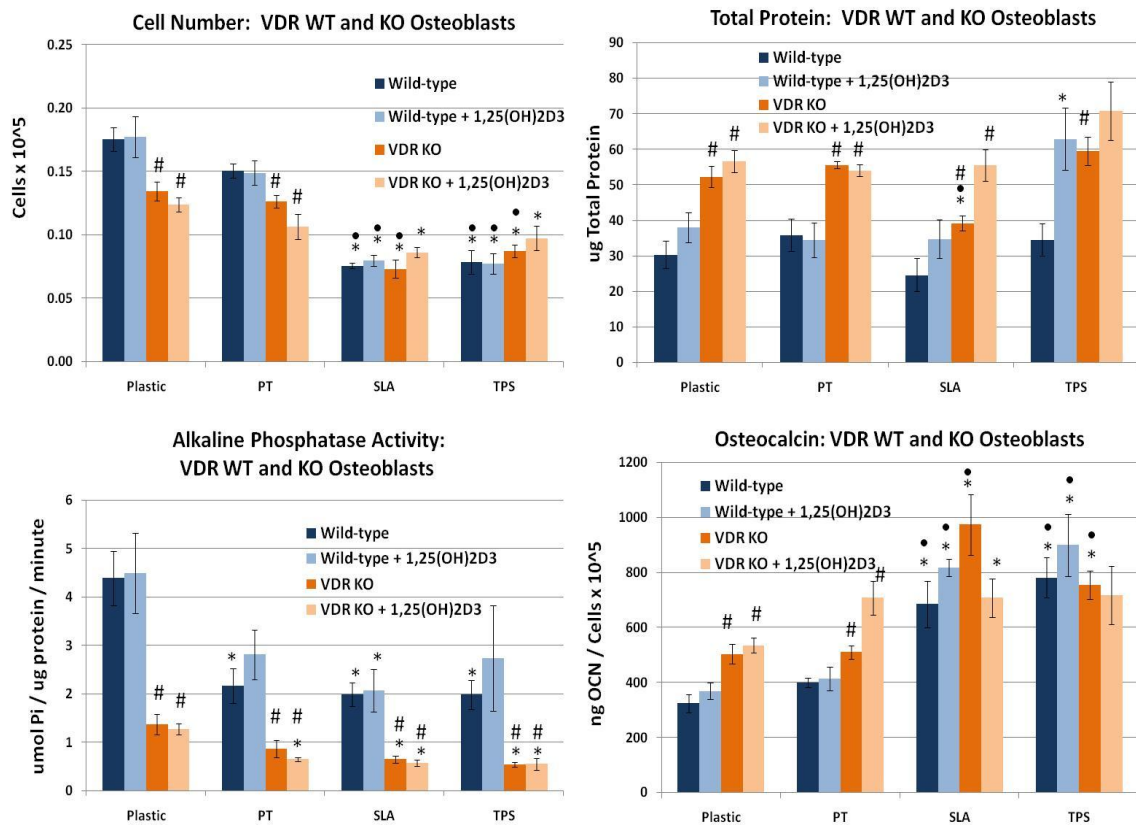 Cell Number: VDR WT and KO Osteoblasts
Cells x 10^5
0.25
0.20
0.15
0.10
0.05
0.00
Wild-type
Wild-type + 1,25(OH)2D3
VDR KO
VDR KO + 1,25(OH)2D3
# #
# #
• • •
* * * *
• • •
* * * *
Plastic PT SLA TPS
Total Protein: VDR WT and KO Osteoblasts
ug Total Protein
90
80
70
60
50
40
30
20
10
0
Wild-type
Wild-type + 1,25(OH)2D3
VDR KO
VDR KO + 1,25(OH)2D3
# #
# #
# #
•
*
* #
Plastic PT SLA TPS
Alkaline Phosphatase Activity:
VDR WT and KO Osteoblasts
umol Pi / ug protein / minute
6
5
4
3
2
1
0
Wild-type
Wild-type + 1,25(OH)2D3
VDR KO
VDR KO + 1,25(OH)2D3
# #
* # #
*
* * # #
* *
* # #
* *
Plastic PT SLA TPS
Osteocalcin: VDR WT and KO Osteoblasts
ng OCN / Cells x 10^5
1200
1000
800
600
400
200
0
Wild-type
Wild-type + 1,25(OH)2D3
VDR KO
VDR KO + 1,25(OH)2D3
# #
# #
• • •
* * * *
• • •
* * *
Plastic PT SLA TPS